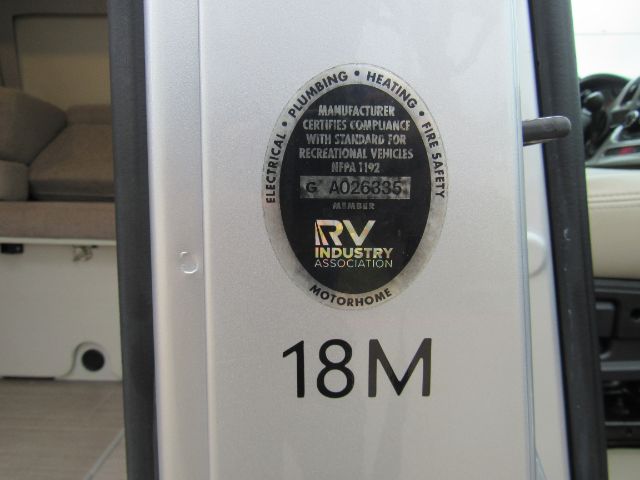 ELECTRICAL • PLUMBING • HEATING • FIRE SAFETY
MANUFACTURER
CERTIFIES COMPLIANCE
WITH STANDARD FOR
RECREATIONAL VEHICLES
NFPA 1192
G A026335
MEMBER
RV
INDUSTRY
ASSOCIATION
MOTORHOME
18M